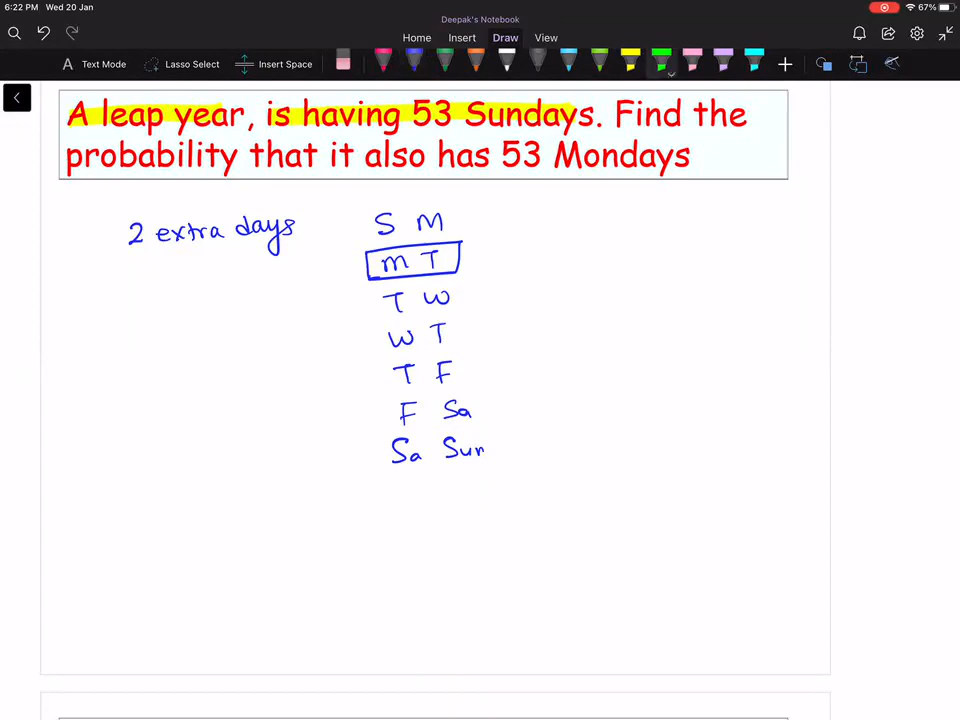 6:22 PM Wed 20 Jan
67%
Deepak's Notebook
Home Insert Draw View
Text Mode Lasso Select Insert Space
A leap year, is having 53 Sundays. Find the
probability that it also has 53 Mondays
2 extra days
S M
m T
T W
W T
T F
F Sa
Sa Sun